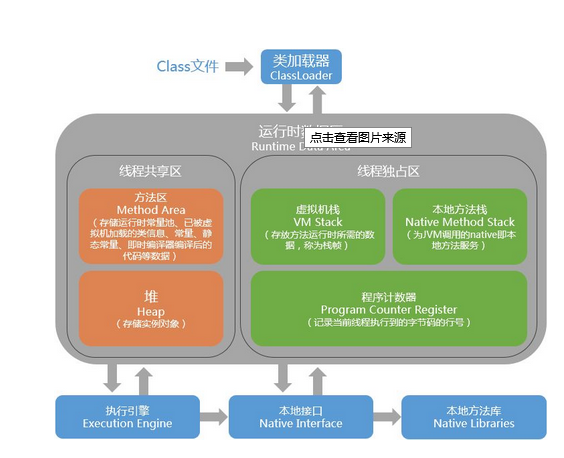 Class文件
类加载器
ClassLoader
运行时数据区
Runtime Data Area
点击查看图片来源
线程共享区
线程独占区
方法区
Method Area
(存储运行时常量池、已被虚
拟机加载的类信息、常量、静
态常量、即时编译器编译后的
代码等数据)
虚拟机栈
VM Stack
(存放方法运行时所需的数
据,称为栈帧)
本地方法栈
Native Method Stack
(为JVM调用的native即本
地方法服务)
堆
Heap
(存储实例对象)
程序计数器
Program Counter Register
(记录当前线程执行到的字节码的行号)
执行引擎
Execution Engine
本地接口
Native Interface
本地方法库
Native Libraries